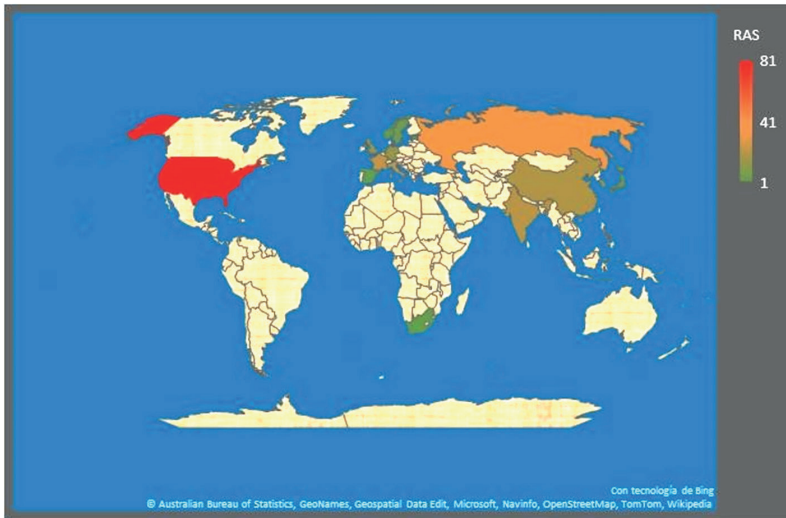 RAS
81
41
1
Con tecnología de Bing
© Australian Bureau of Statistics, GeoNames, Geospatial Data Edit, Microsoft, Navinfo, OpenStreetMap, TomTom, Wikipedia